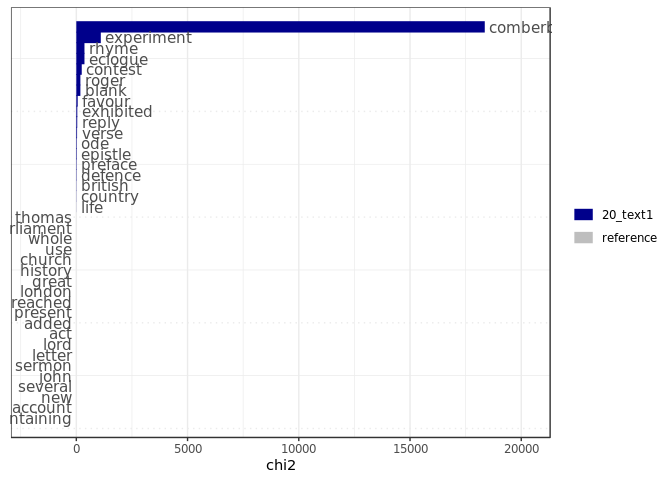 comberb
experiment
rhyme
eclogue
contest
roger
blank
favour
exhibited
reply
verse
ode
epistle
preface
defence
british
country
life
thomas
rliament
whole
use
church
history
great
london
reached
present
added
act
lord
letter
sermon
john
several
new
account
ntaining
20_text1
reference
0 5000 10000 15000 20000
chi2